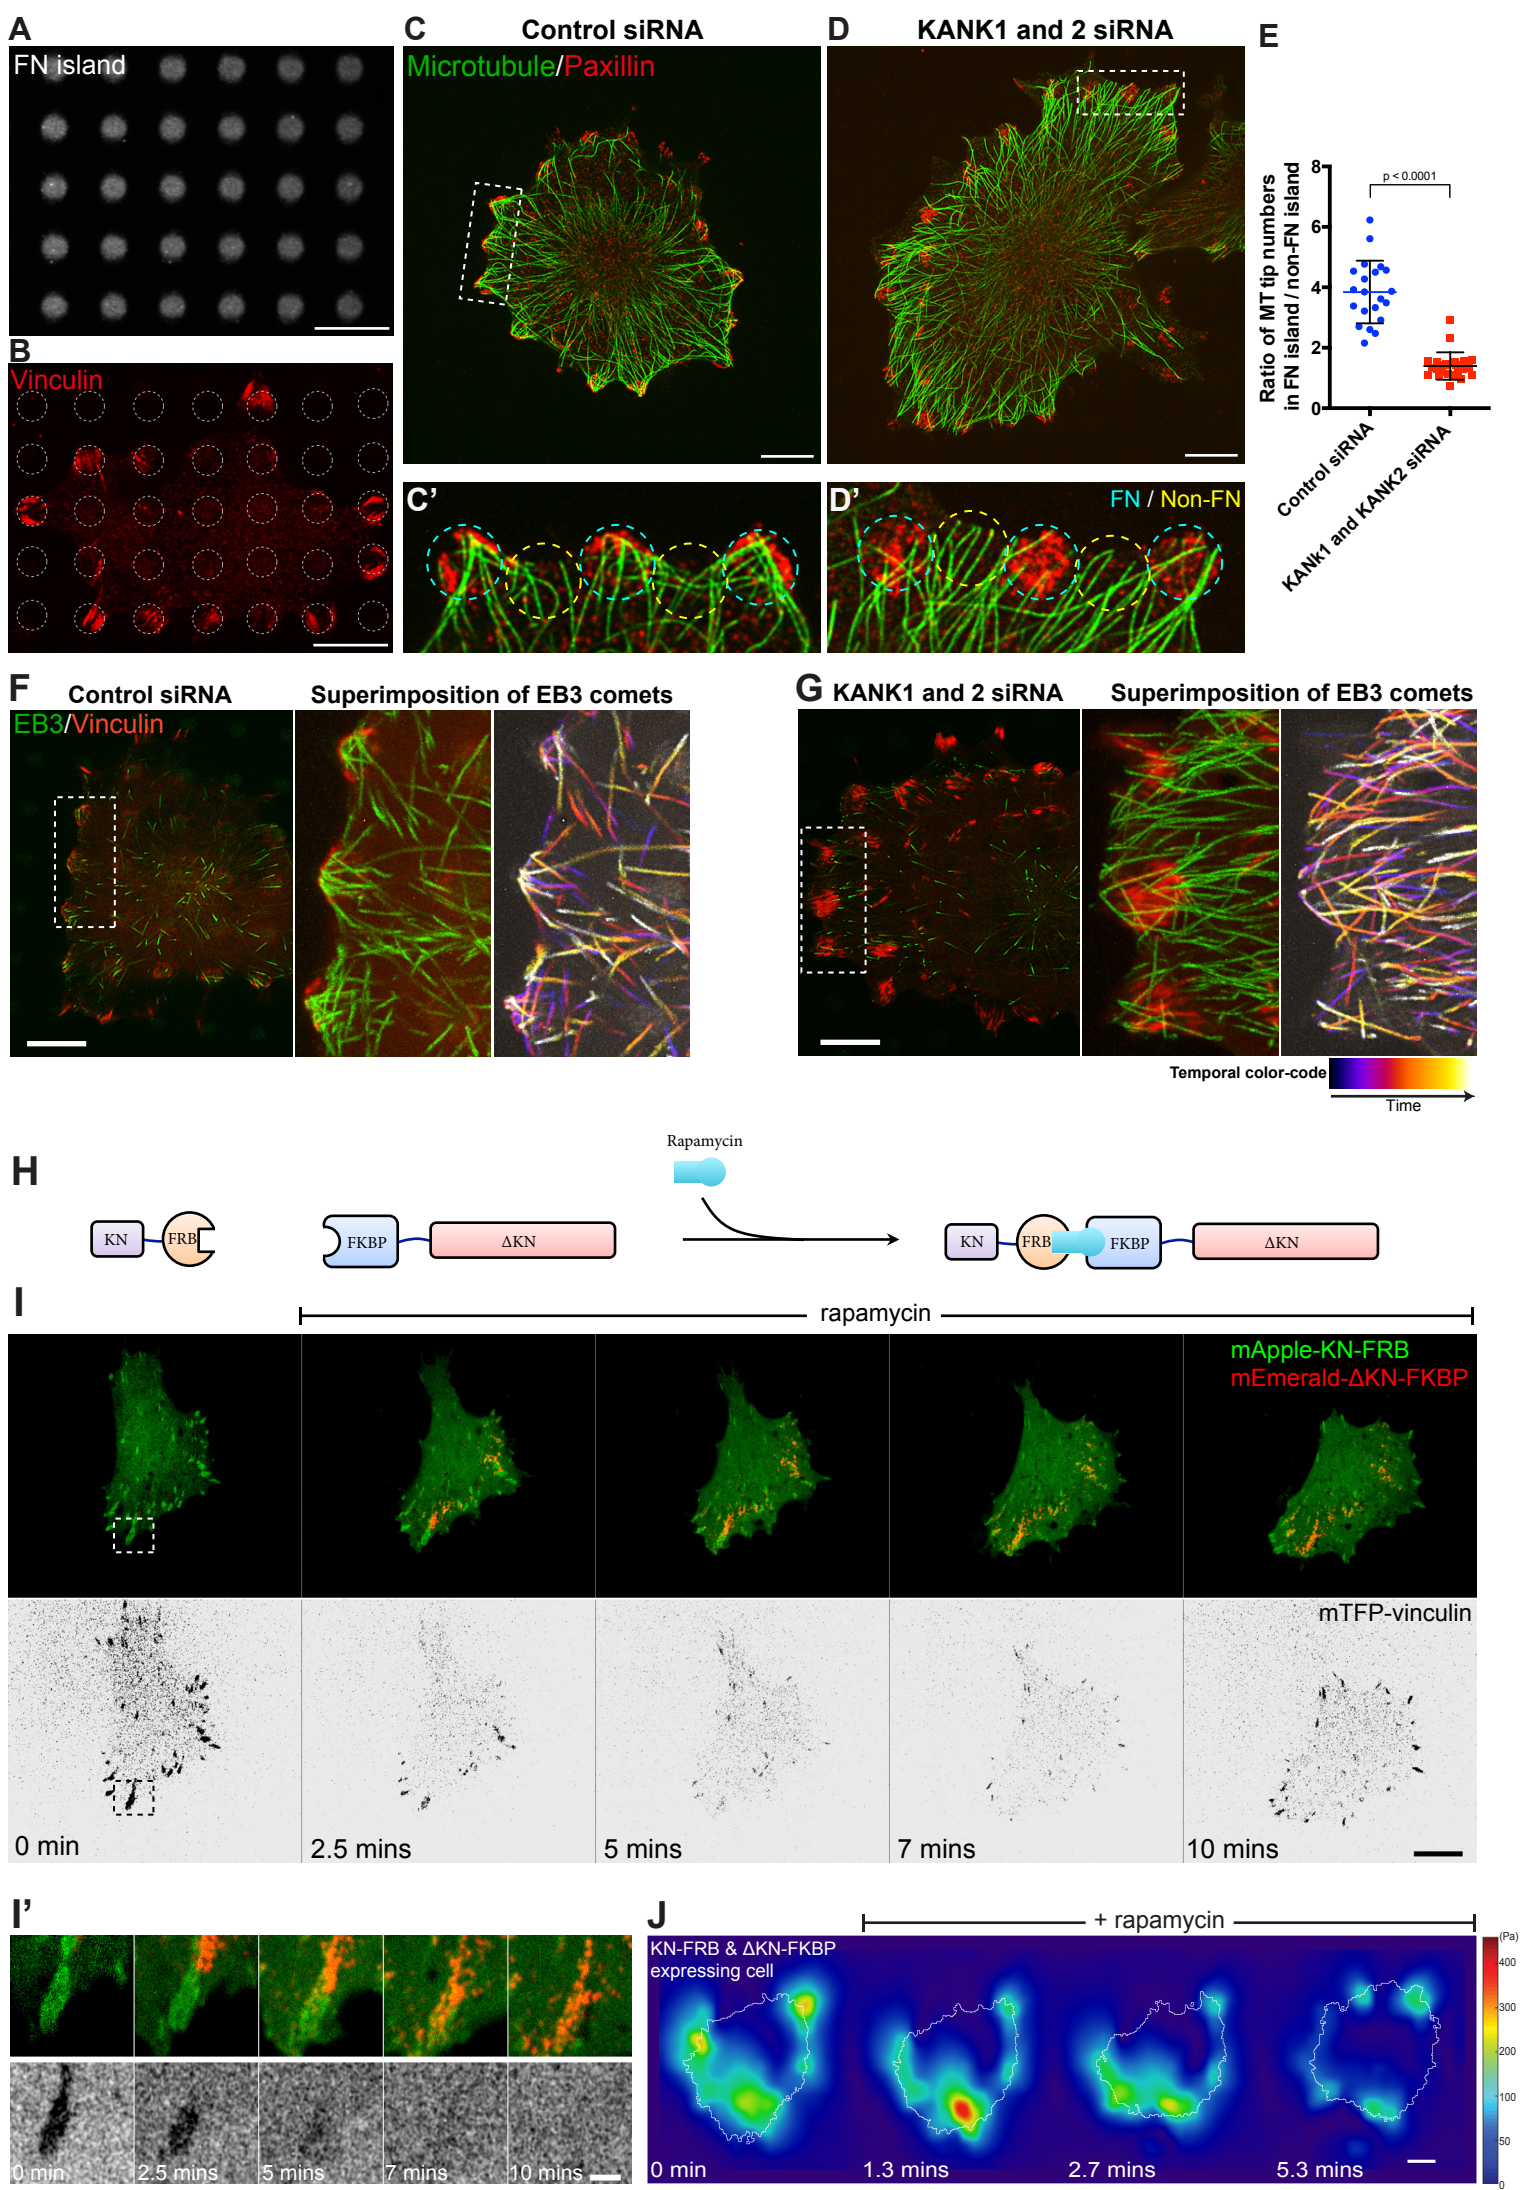 A
FN island
B
Vinculin
C
Control siRNA
Microtubule/Paxillin
D
KANK1 and 2 siRNA
C’
D’
FN / Non-FN
E
Ratio of MT tip numbers
in FN island / non-FN island
8
6
4
2
0
p < 0.0001
Control siRNA
KANk1 and KANK2 siRNA
F
Control siRNA
Superimposition of EB3 comets
EB3/Vinculin
G
KANK1 and 2 siRNA
Superimposition of EB3 comets
Temporal color-code
Time
H
Rapamycin
KN
FRB
FKBP
ΔKN
KN
FRB
FKBP
ΔKN
I
rapamycin
mApple-KN-FRB
mEmerald-ΔKN-FKBP
mTFP-vinculin
0 min
2.5 mins
5 mins
7 mins
10 mins
I’
0 min
2.5 mins
5 mins
7 mins
10 mins
J
+ rapamycin
KN-FRB & ΔKN-FKBP
expressing cell
0 min
1.3 mins
2.7 mins
5.3 mins
(Pa)
400
300
200
100
50
0